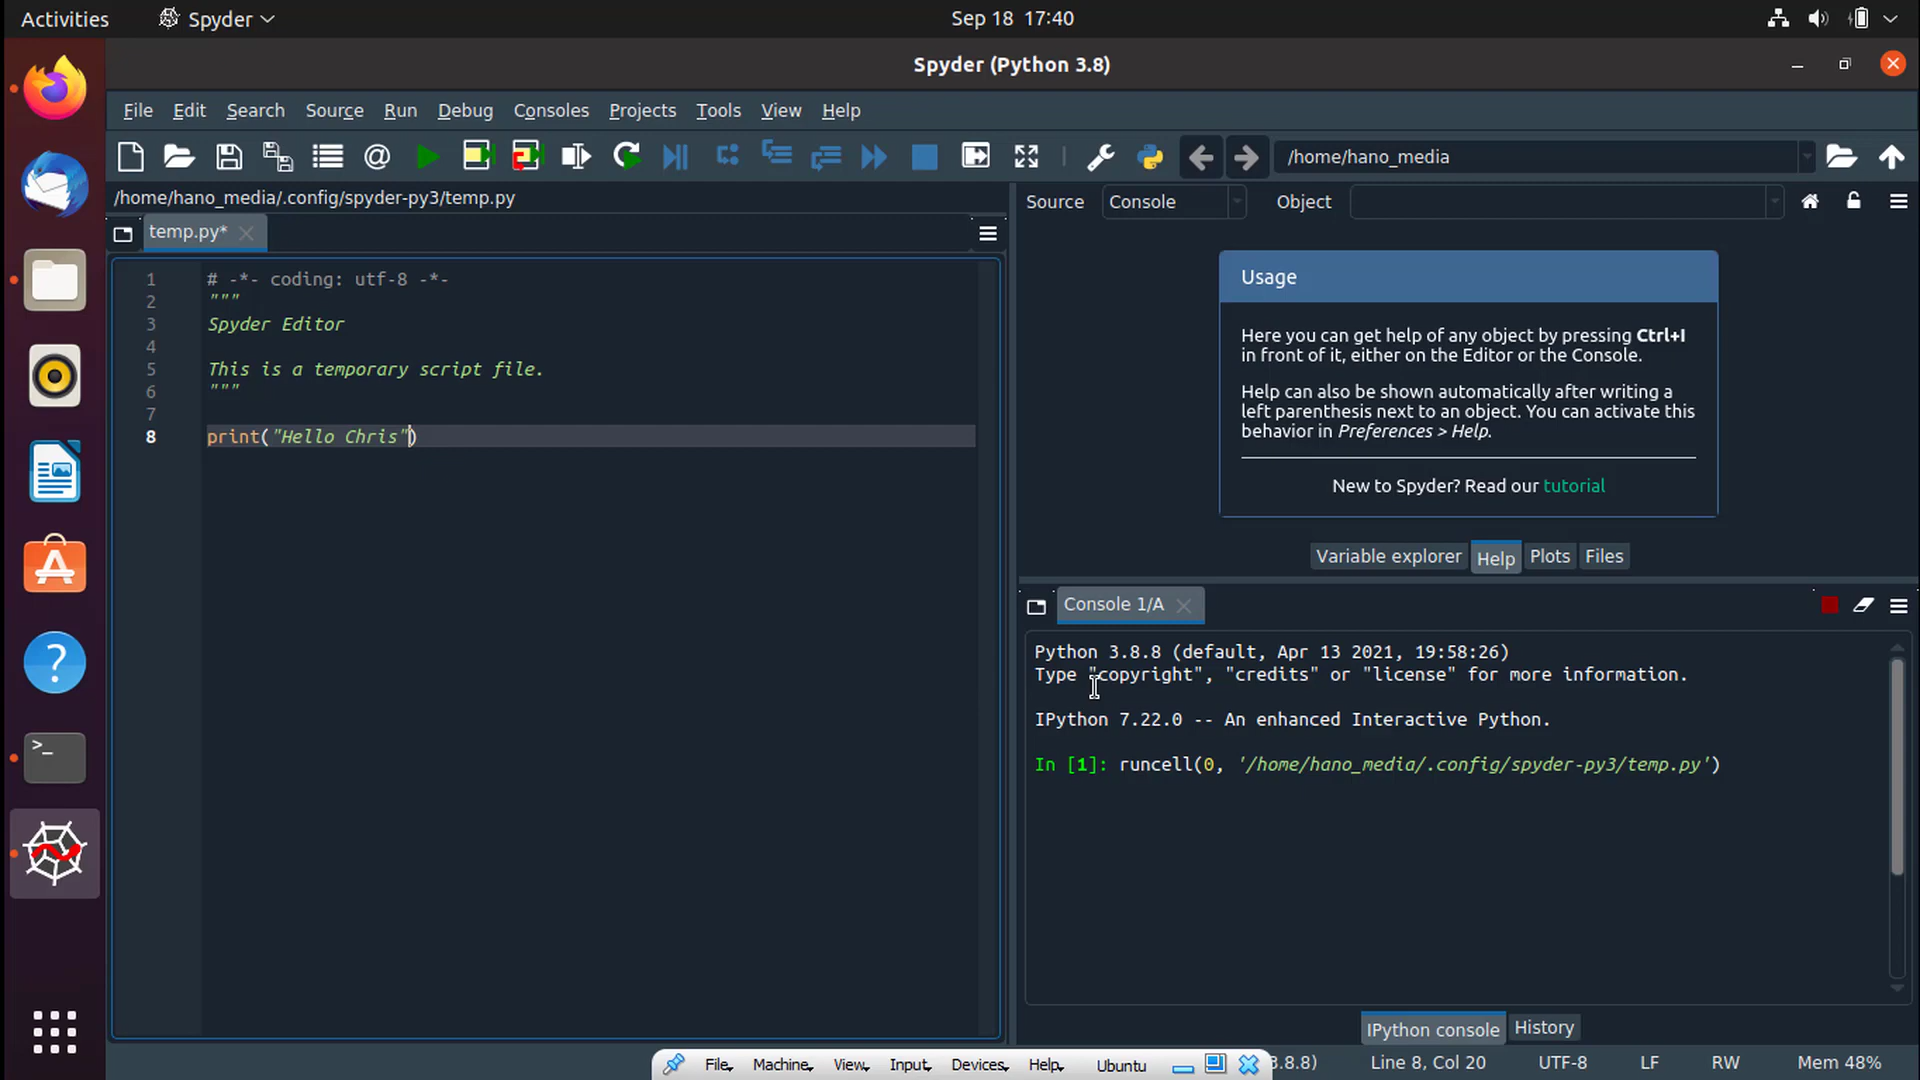 Activities Spyder Sep 18 17:40
Spyder (Python 3.8)
File Edit Search Source Run Debug Consoles Projects Tools View Help
@ /home/hano_media
/home/hano_media/.config/spyder-py3/temp.py
temp.py*
1 # -*- coding: utf-8 -*-
2 """
3 Spyder Editor
4
5 This is a temporary script file.
6 """
7
8 print("Hello Chris")
Source Console Object
Usage
Here you can get help of any object by pressing Ctrl+I
in front of it, either on the Editor or the Console.
Help can also be shown automatically after writing a
left parenthesis next to an object. You can activate this
behavior in Preferences > Help.
New to Spyder? Read our tutorial
Variable explorer Help Plots Files
Console 1/A
Python 3.8.8 (default, Apr 13 2021, 19:58:26)
Type "copyright", "credits" or "license" for more information.
IPython 7.22.0 -- An enhanced Interactive Python.
In [1]: runcell(0, '/home/hano_media/.config/spyder-py3/temp.py')
IPython console History
File Machine View Input Devices Help Ubuntu
3.8.8) Line 8, Col 20 UTF-8 LF RW Mem 48%